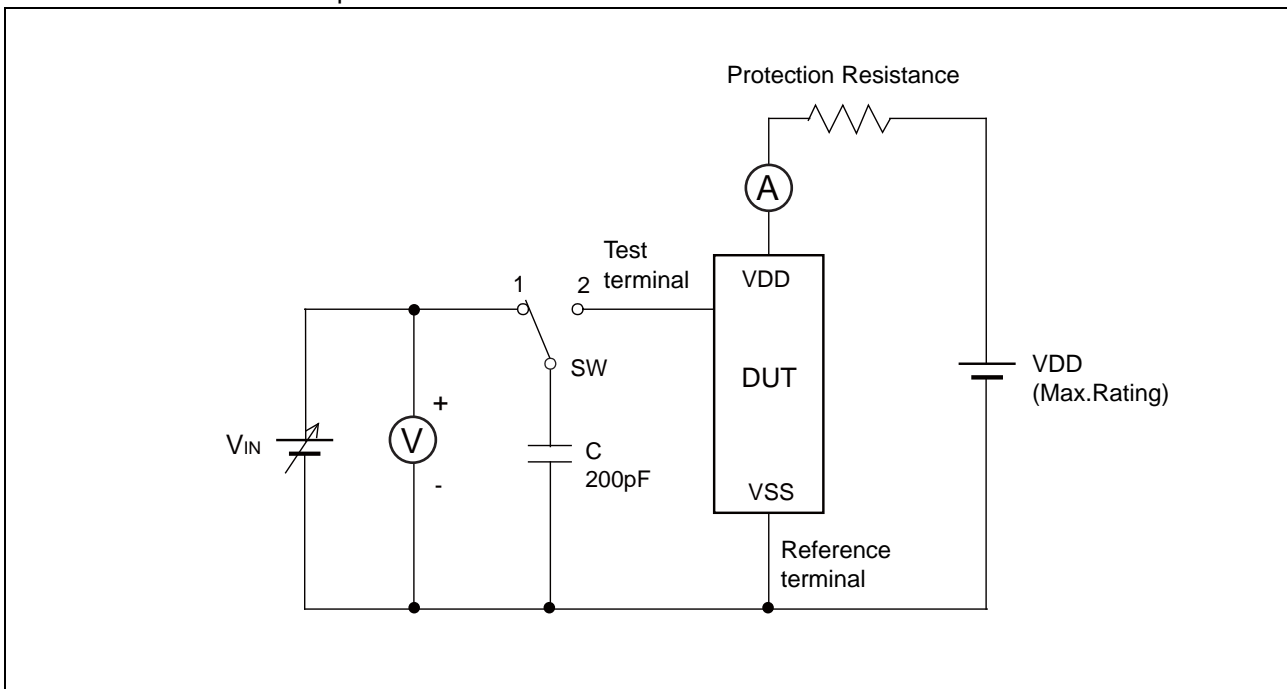 Protection Resistance
A
Test
terminal
1
2
VDD
SW
DUT
VDD
(Max.Rating)
+
VIN
V
C
200pF
-
VSS
Reference
terminal